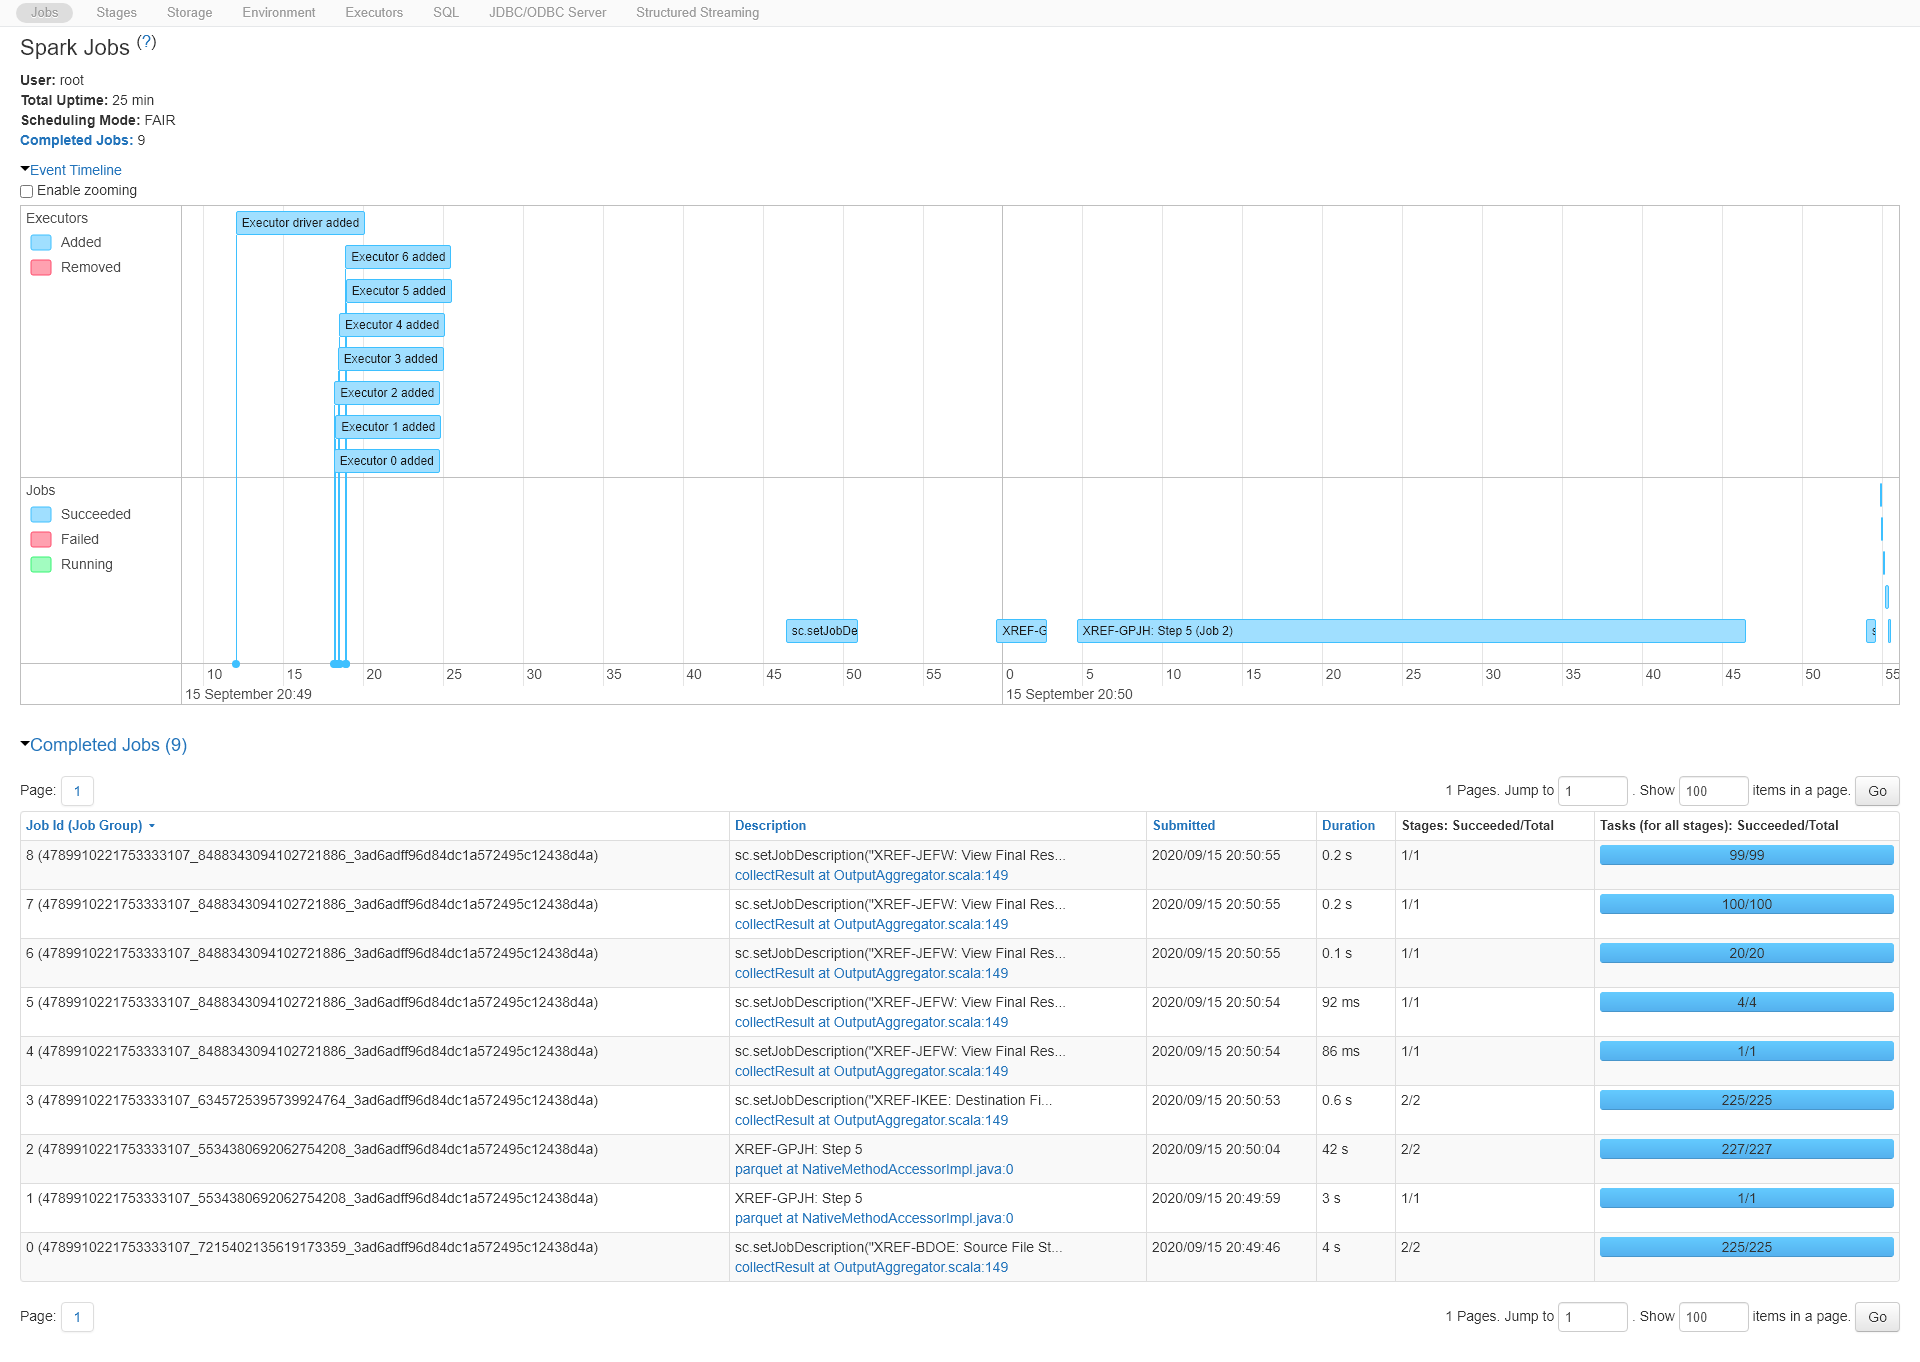 Jobs Stages Storage Environment Executors SQL JDBC/ODBC Server Structured Streaming
Spark Jobs (?)
User: root
Total Uptime: 25 min
Scheduling Mode: FAIR
Completed Jobs: 9
Event Timeline
Enable zooming
Executors
Added
Removed
Executor driver added
Executor 6 added
Executor 5 added
Executor 4 added
Executor 3 added
Executor 2 added
Executor 1 added
Executor 0 added
Jobs
Succeeded
Failed
Running
sc.setJobDe XREF-G XREF-GPJH: Step 5 (Job 2) s
10 15 20 25 30 35 40 45 50 55 0 5 10 15 20 25 30 35 40 45 50 55
15 September 20:49 15 September 20:50
Completed Jobs (9)
Page: 1 1 Pages. Jump to 1 . Show 100 items in a page. Go
Job Id (Job Group) Description Submitted Duration Stages: Succeeded/Total Tasks (for all stages): Succeeded/Total
8 (4789910221753333107_8488343094102721886_3ad6adff96d84dc1a572495c12438d4a) sc.setJobDescription("XREF-JEFW: View Final Res... 2020/09/15 20:50:55 0.2 s 1/1 99/99
collectResult at OutputAggregator.scala:149
7 (4789910221753333107_8488343094102721886_3ad6adff96d84dc1a572495c12438d4a) sc.setJobDescription("XREF-JEFW: View Final Res... 2020/09/15 20:50:55 0.2 s 1/1 100/100
collectResult at OutputAggregator.scala:149
6 (4789910221753333107_8488343094102721886_3ad6adff96d84dc1a572495c12438d4a) sc.setJobDescription("XREF-JEFW: View Final Res... 2020/09/15 20:50:55 0.1 s 1/1 20/20
collectResult at OutputAggregator.scala:149
5 (4789910221753333107_8488343094102721886_3ad6adff96d84dc1a572495c12438d4a) sc.setJobDescription("XREF-JEFW: View Final Res... 2020/09/15 20:50:54 92 ms 1/1 4/4
collectResult at OutputAggregator.scala:149
4 (4789910221753333107_8488343094102721886_3ad6adff96d84dc1a572495c12438d4a) sc.setJobDescription("XREF-JEFW: View Final Res... 2020/09/15 20:50:54 86 ms 1/1 1/1
collectResult at OutputAggregator.scala:149
3 (4789910221753333107_6345725395739924764_3ad6adff96d84dc1a572495c12438d4a) sc.setJobDescription("XREF-IKEE: Destination Fi... 2020/09/15 20:50:53 0.6 s 2/2 225/225
collectResult at OutputAggregator.scala:149
2 (4789910221753333107_5534380692062754208_3ad6adff96d84dc1a572495c12438d4a) XREF-GPJH: Step 5 2020/09/15 20:50:04 42 s 2/2 227/227
parquet at NativeMethodAccessorImpl.java:0
1 (4789910221753333107_5534380692062754208_3ad6adff96d84dc1a572495c12438d4a) XREF-GPJH: Step 5 2020/09/15 20:49:59 3 s 1/1 1/1
parquet at NativeMethodAccessorImpl.java:0
0 (4789910221753333107_7215402135619173359_3ad6adff96d84dc1a572495c12438d4a) sc.setJobDescription("XREF-BDOE: Source File St... 2020/09/15 20:49:46 4 s 2/2 225/225
collectResult at OutputAggregator.scala:149
Page: 1 1 Pages. Jump to 1 . Show 100 items in a page. Go